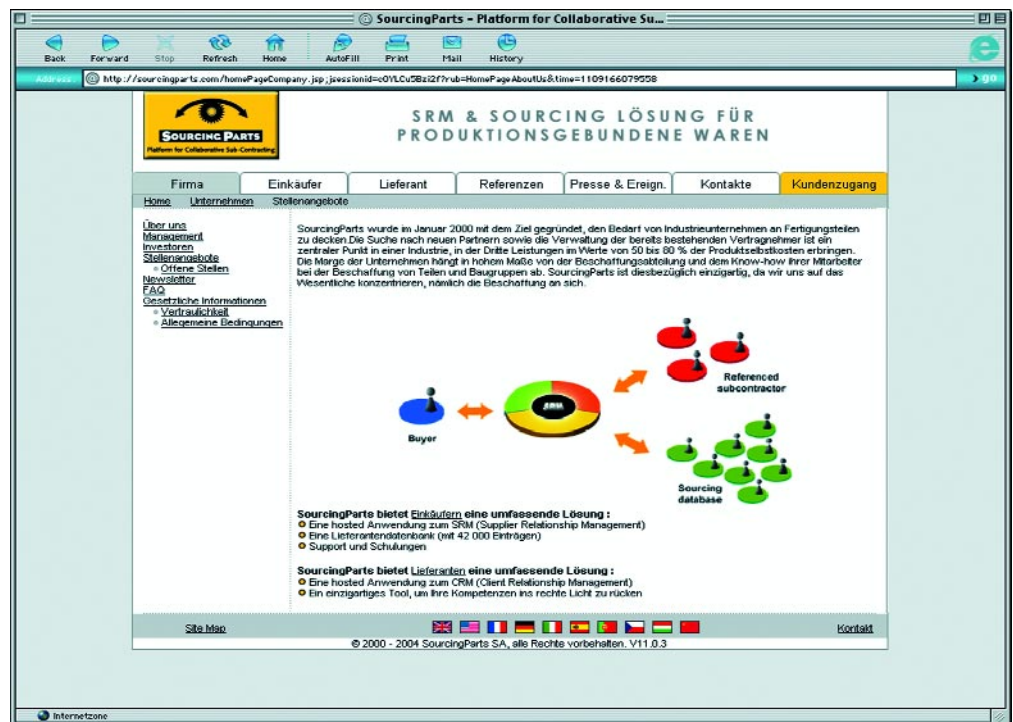 SourcingParts – Platform for Collaborative Su...
Back Forward Stop Refresh Home AutoFill Print Mail History
Address http://sourcingparts.com/homePageCompany.jsp;jsessionid=cOYLCu5Bzi2f?rub=HomePageAboutUs&time=1109166079558 go
SOURCING PARTS
Platform for Collaborative Sub-Contracting
SRM & SOURCING LÖSUNG FÜR
PRODUKTIONSGEBUNDENE WAREN
Firma Einkäufer Lieferant Referenzen Presse & Ereign. Kontakte Kundenzugang
Home Unternehmen Stellenangebote
Über uns
Management
Investoren
Stellenangebote
Offene Stellen
Newsletter
FAQ
Gesetzliche Informationen
Vertraulichkeit
Allegemeine Bedingungen
SourcingParts wurde im Januar 2000 mit dem Ziel gegründet, den Bedarf von Industrieunternehmen an Fertigungsteilen
zu decken.Die Suche nach neuen Partnern sowie die Verwaltung der bereits bestehenden Vertragnehmer ist ein
zentraler Punkt in einer Industrie, in der Dritte Leistungen im Werte von 50 bis 80 % der Produktselbstkosten erbringen.
Die Marge der Unternehmen hängt in hohem Maße von der Beschaffungsabteilung und dem Know-how ihrer Mitarbeiter
bei der Beschaffung von Teilen und Baugruppen ab. SourcingParts ist diesbezüglich einzigartig, da wir uns auf das
Wesentliche konzentrieren, nämlich die Beschaffung an sich.
Referenced
subcontractor
SRM
Buyer
Sourcing
database
SourcingParts bietet Einkäufern eine umfassende Lösung :
Eine hosted Anwendung zum SRM (Supplier Relationship Management)
Eine Lieferantendatenbank (mit 42 000 Einträgen)
Support und Schulungen
SourcingParts bietet Lieferanten eine umfassende Lösung :
Eine hosted Anwendung zum CRM (Client Relationship Management)
Ein einzigartiges Tool, um Ihre Kompetenzen ins rechte Licht zu rücken
Site Map Kontakt
© 2000 - 2004 SourcingParts SA, alle Rechte vorbehalten. V11.0.3
Internetzone